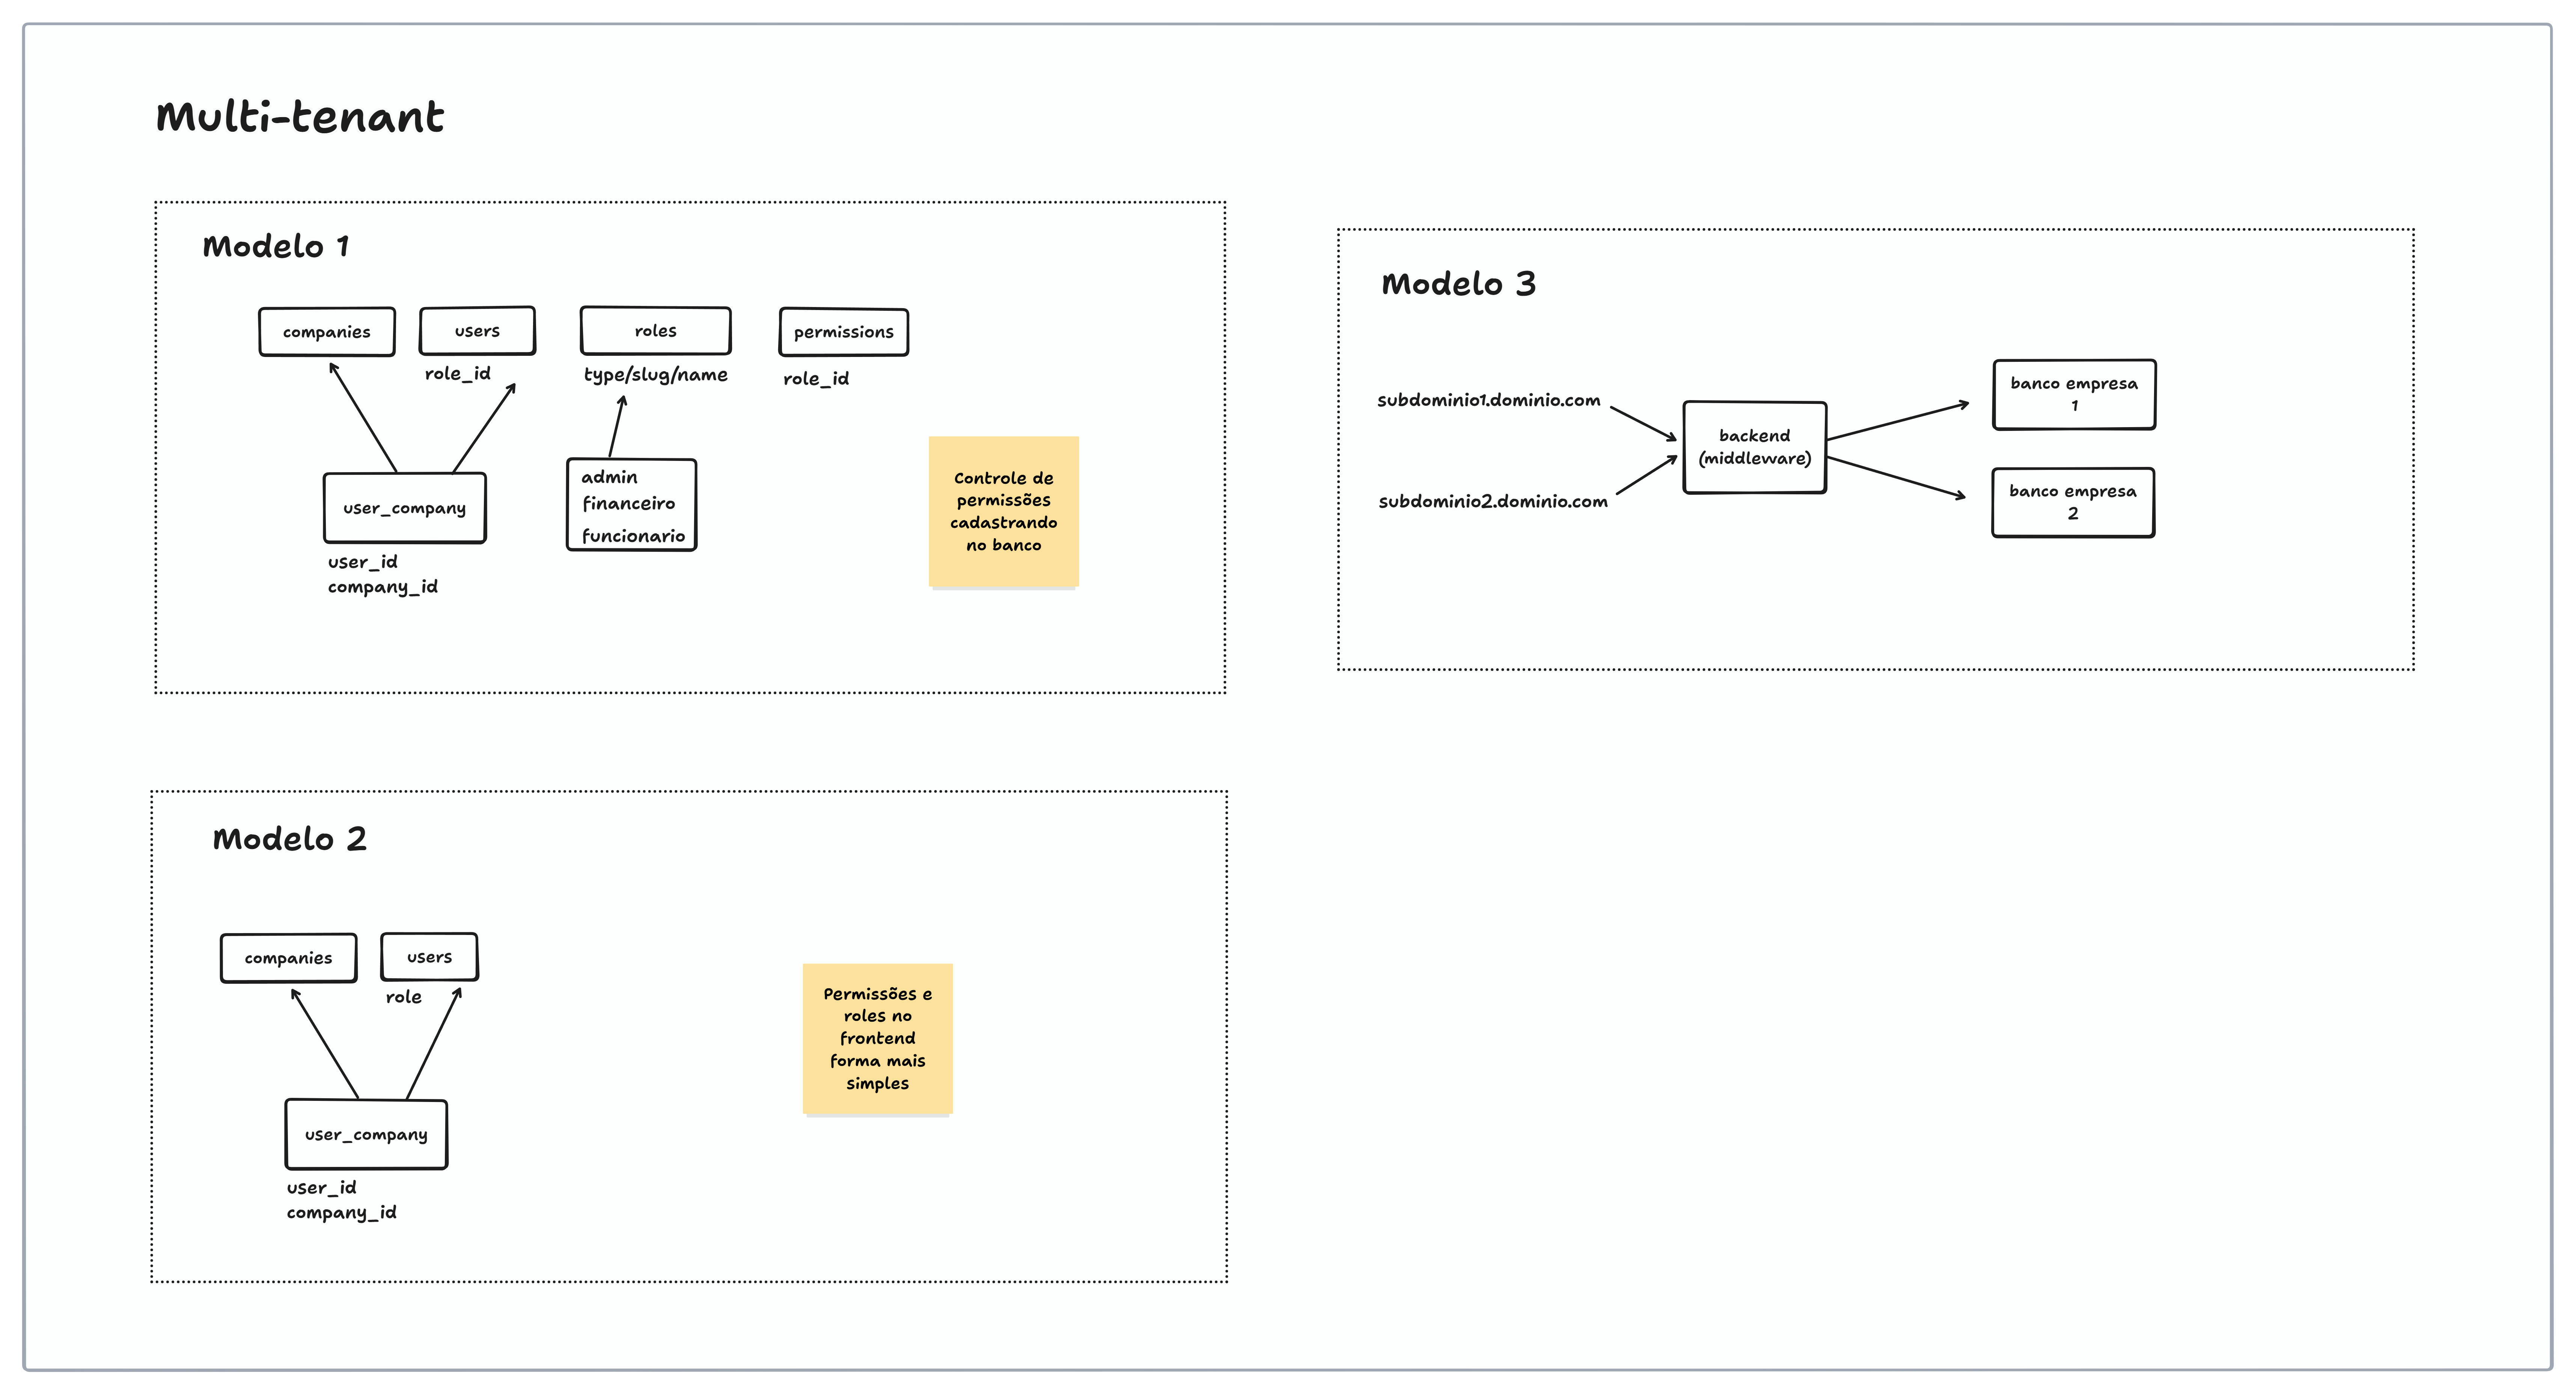 Multi-tenant
Modelo 1
companies
users
roles
permissions
role_id
type/slug/name
role_id
user_company
user_id
company_id
admin
financeiro
funcionario
Controle de
permissões
cadastrando
no banco
Modelo 3
subdominio1.dominio.com
subdominio2.dominio.com
backend
(middleware)
banco empresa
1
banco empresa
2
Modelo 2
companies
users
role
user_company
user_id
company_id
Permissões e
roles no
frontend
forma mais
simples